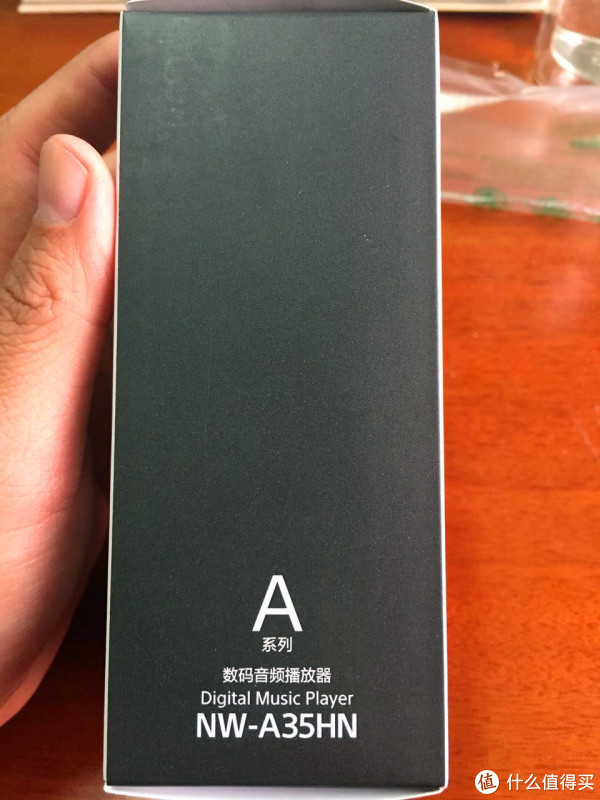 A
系列
数码音频播放器
Digital Music Player
NW-A35HN
值 什么值得买